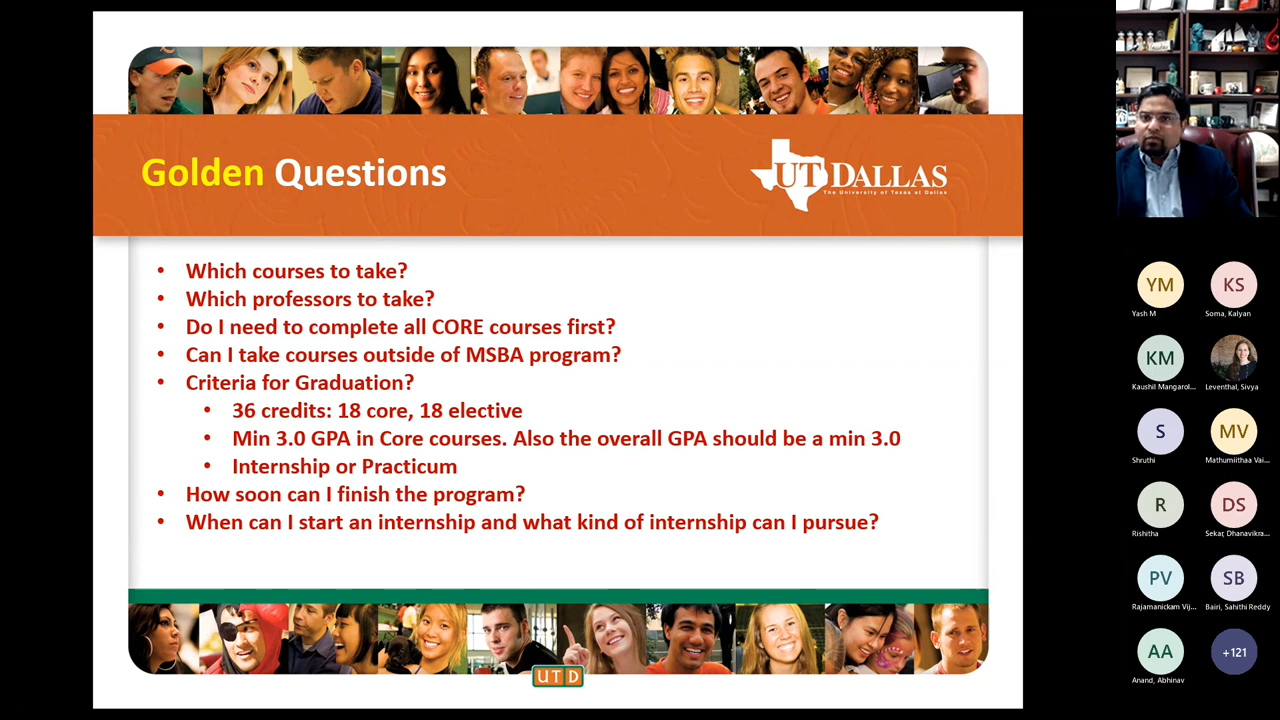 Golden Questions
UT DALLAS
The University of Texas at Dallas
• Which courses to take?
• Which professors to take?
• Do I need to complete all CORE courses first?
• Can I take courses outside of MSBA program?
• Criteria for Graduation?
• 36 credits: 18 core, 18 elective
• Min 3.0 GPA in Core courses. Also the overall GPA should be a min 3.0
• Internship or Practicum
• How soon can I finish the program?
• When can I start an internship and what kind of internship can I pursue?
UTD
YM KS
Yash M Soma, Kalyan
KM
Kaushil Mangarol... Leventhal, Sivya
S MV
Shruthi Mathumiithaa Vai...
R DS
Rishitha Sekar, Dhanavikra...
PV SB
Rajamanickam Vij... Bairi, Sahithi Reddy
AA +121
Anand, Abhinav